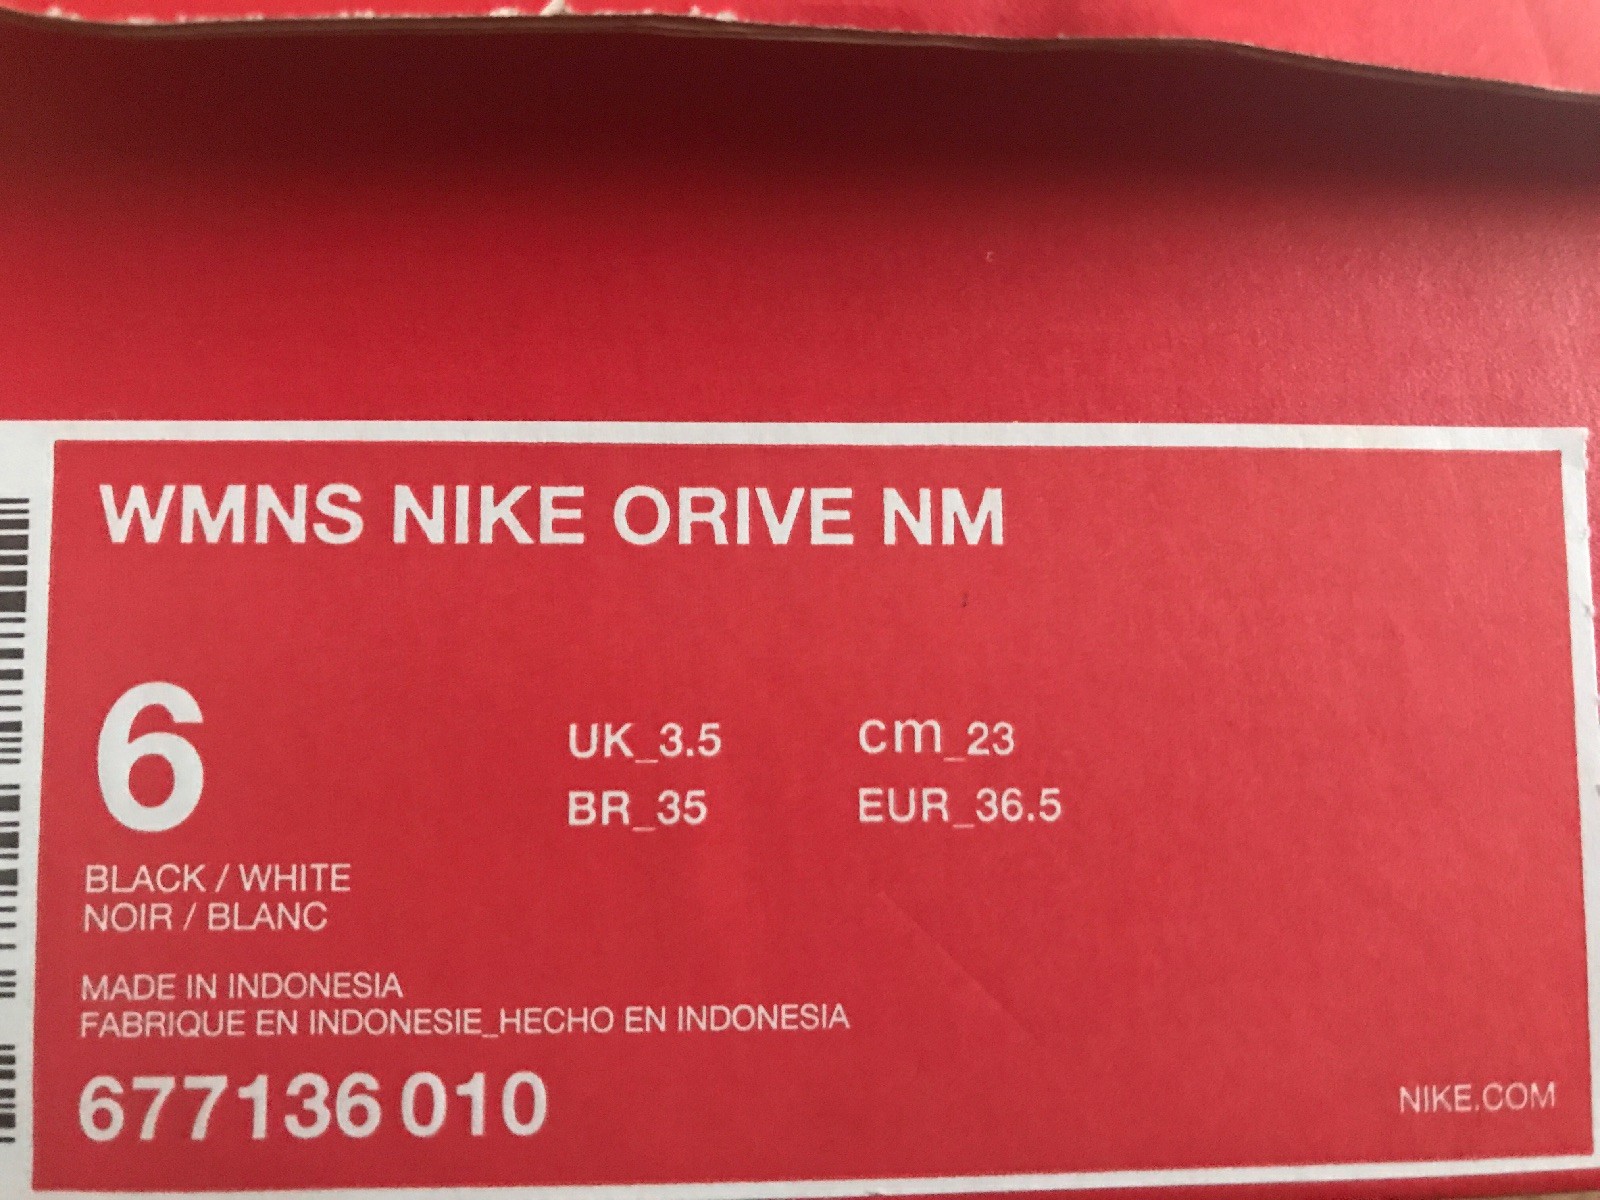 WMNS NIKE ORIVE NM
6
UK_3.5
cm_23
BR_35
EUR_36.5
BLACK / WHITE
NOIR / BLANC
MADE IN INDONESIA
FABRIQUE EN INDONESIE_HECHO EN INDONESIA
677136 010
NIKE.COM